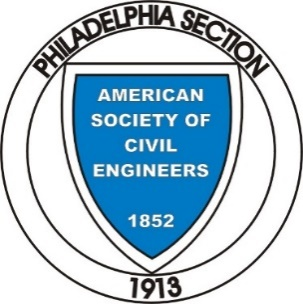 PHILADELPHIA SECTION
AMERICAN
SOCIETY OF
CIVIL
ENGINEERS
1852
1913